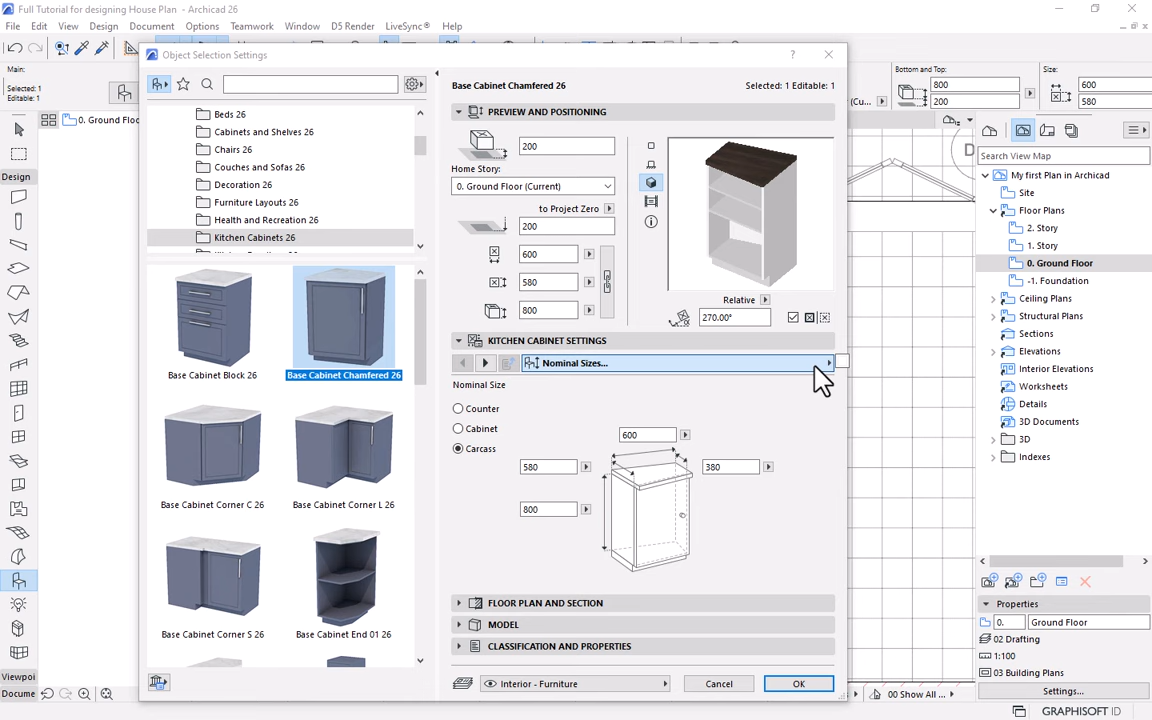 Full Tutorial for designing House Plan - Archicad 26
File Edit View Design Document Options Teamwork Window D5 Render LiveSync® Help
Main:
Selected: 1
Editable: 1
Bottom and Top:
800
200
Size:
600
580
0. Ground Floo
Design
Viewpoi
Docume
Object Selection Settings
?
Beds 26
Cabinets and Shelves 26
Chairs 26
Couches and Sofas 26
Decoration 26
Furniture Layouts 26
Health and Recreation 26
Kitchen Cabinets 26
Base Cabinet Block 26
Base Cabinet Chamfered 26
Base Cabinet Corner C 26
Base Cabinet Corner L 26
Base Cabinet Corner S 26
Base Cabinet End 01 26
Base Cabinet Chamfered 26
Selected: 1 Editable: 1
PREVIEW AND POSITIONING
200
Home Story:
0. Ground Floor (Current)
to Project Zero
200
600
580
800
Relative
270.00°
KITCHEN CABINET SETTINGS
Nominal Sizes...
Nominal Size
Counter
Cabinet
Carcass
600
580
380
800
FLOOR PLAN AND SECTION
MODEL
CLASSIFICATION AND PROPERTIES
Interior - Furniture
Cancel
OK
(Cu...
D
Search View Map
My first Plan in Archicad
Site
Floor Plans
2. Story
1. Story
0. Ground Floor
-1. Foundation
Ceiling Plans
Structural Plans
Sections
Elevations
Interior Elevations
Worksheets
Details
3D Documents
3D
Indexes
Properties
0. Ground Floor
02 Drafting
1:100
03 Building Plans
Settings...
00 Show All ...
GRAPHISOFT ID